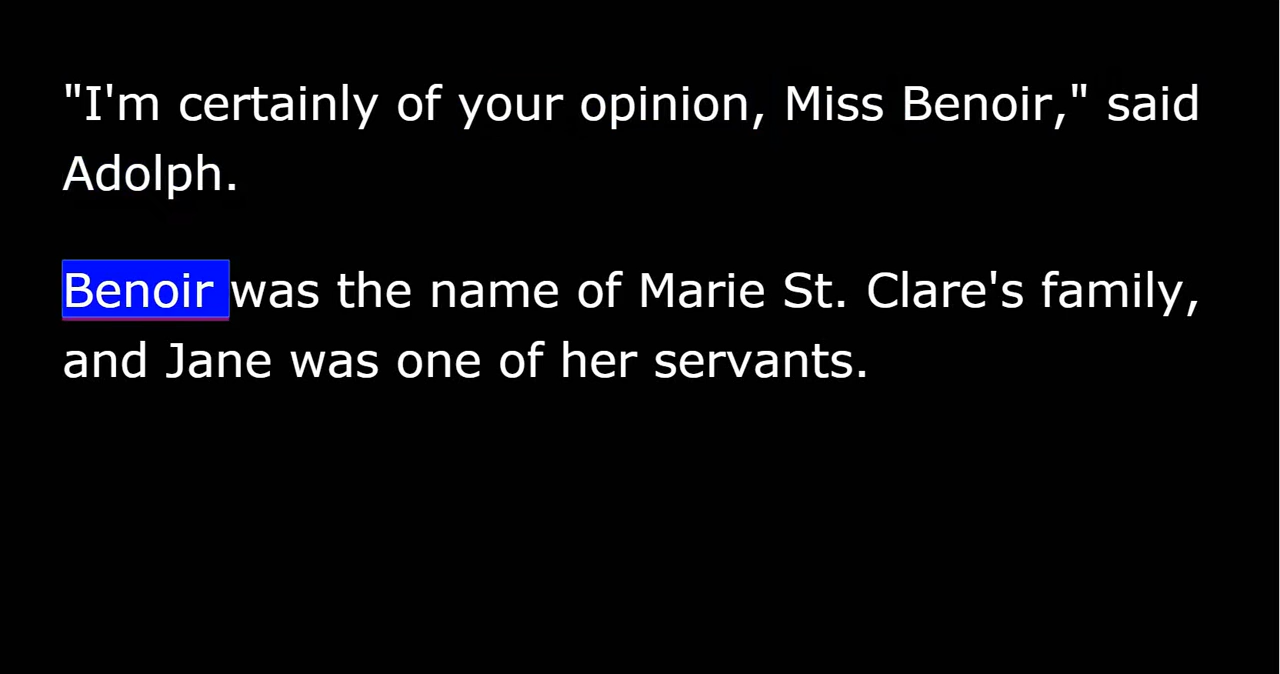 "I'm certainly of your opinion, Miss Benoir," said
Adolph.
Benoir was the name of Marie St. Clare's family,
and Jane was one of her servants.